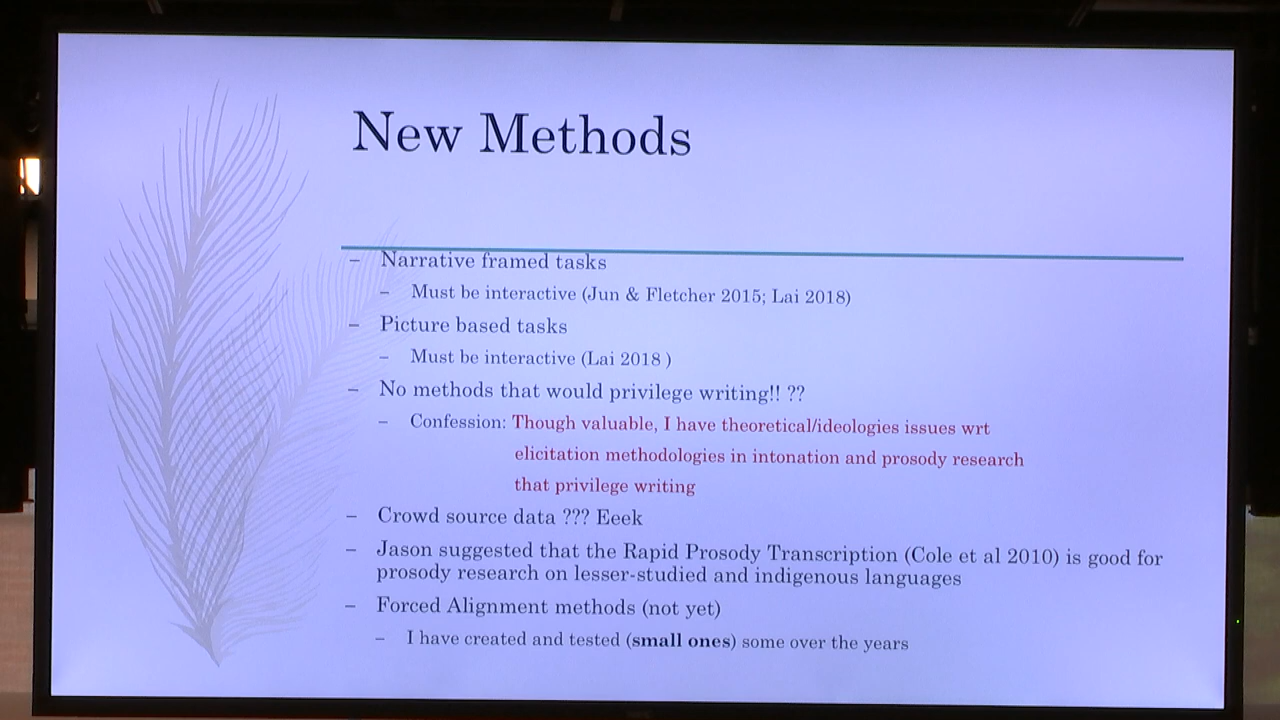 New Methods
– Narrative framed tasks
– Must be interactive (Jun & Fletcher 2015; Lai 2018)
– Picture based tasks
– Must be interactive (Lai 2018 )
– No methods that would privilege writing!! ??
– Confession: Though valuable, I have theoretical/ideologies issues wrt
elicitation methodologies in intonation and prosody research
that privilege writing
– Crowd source data ??? Eeek
– Jason suggested that the Rapid Prosody Transcription (Cole et al 2010) is good for
prosody research on lesser-studied and indigenous languages
– Forced Alignment methods (not yet)
– I have created and tested (small ones) some over the years